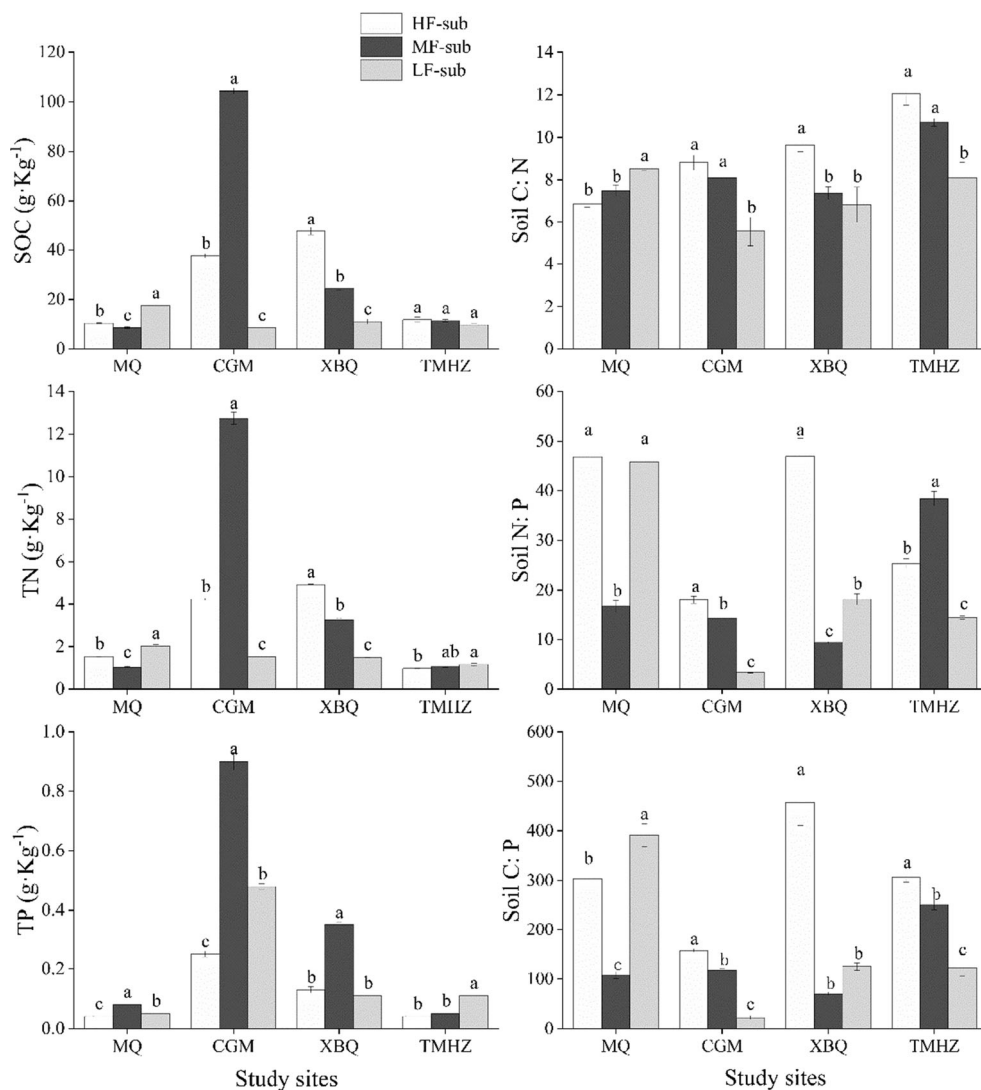 HF-sub
MF-sub
LF-sub
SOC (g·Kg-1)
120
100
80
60
40
20
0
b c a
b a c
a b c
a a a
MQ CGM XBQ TMHZ
Soil C: N
14
12
10
8
6
4
2
0
b b a
a a b
a b b
a a b
MQ CGM XBQ TMHZ
TN (g·Kg-1)
14
12
10
8
6
4
2
0
b c a
b a c
a b c
b ab a
MQ CGM XBQ TMHZ
Soil N: P
60
50
40
30
20
10
0
a b a
a b c
a c b
b a c
MQ CGM XBQ TMHZ
TP (g·Kg-1)
1.0
0.8
0.6
0.4
0.2
0.0
c a b
c a b
b a b
b b a
MQ CGM XBQ TMHZ
Study sites
Soil C: P
600
500
400
300
200
100
0
b c a
a b c
a b b
a b c
MQ CGM XBQ TMHZ
Study sites